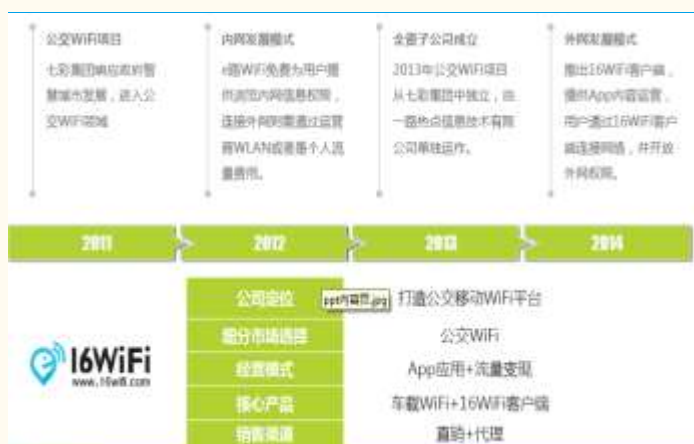 公交WiFi项目
七彩集团响应政府智
慧城市发展，进入公
交WiFi领域
内网发展模式
e路WiFi免费为用户提
供浏览内网信息权限，
连接外网则需通过运营
商WLAN或者是个人流
量费用。
全资子公司成立
2013年公交WiFi项目
从七彩集团中独立，由
一路热点信息技术有限
公司单独运作。
外网发展模式
推出16WiFi客户端，
提供App内容运营，
用户通过16WiFi客户
端连接网络，并开放
外网权限。
2011
2012
2013
2014
16WiFi
www.16wifi.com
公司定位
ppt内容页.jpg
打造公交移动WiFi平台
细分市场选择
公交WiFi
经营模式
App应用+流量变现
核心产品
车载WiFi+16WiFi客户端
销售渠道
直销+代理